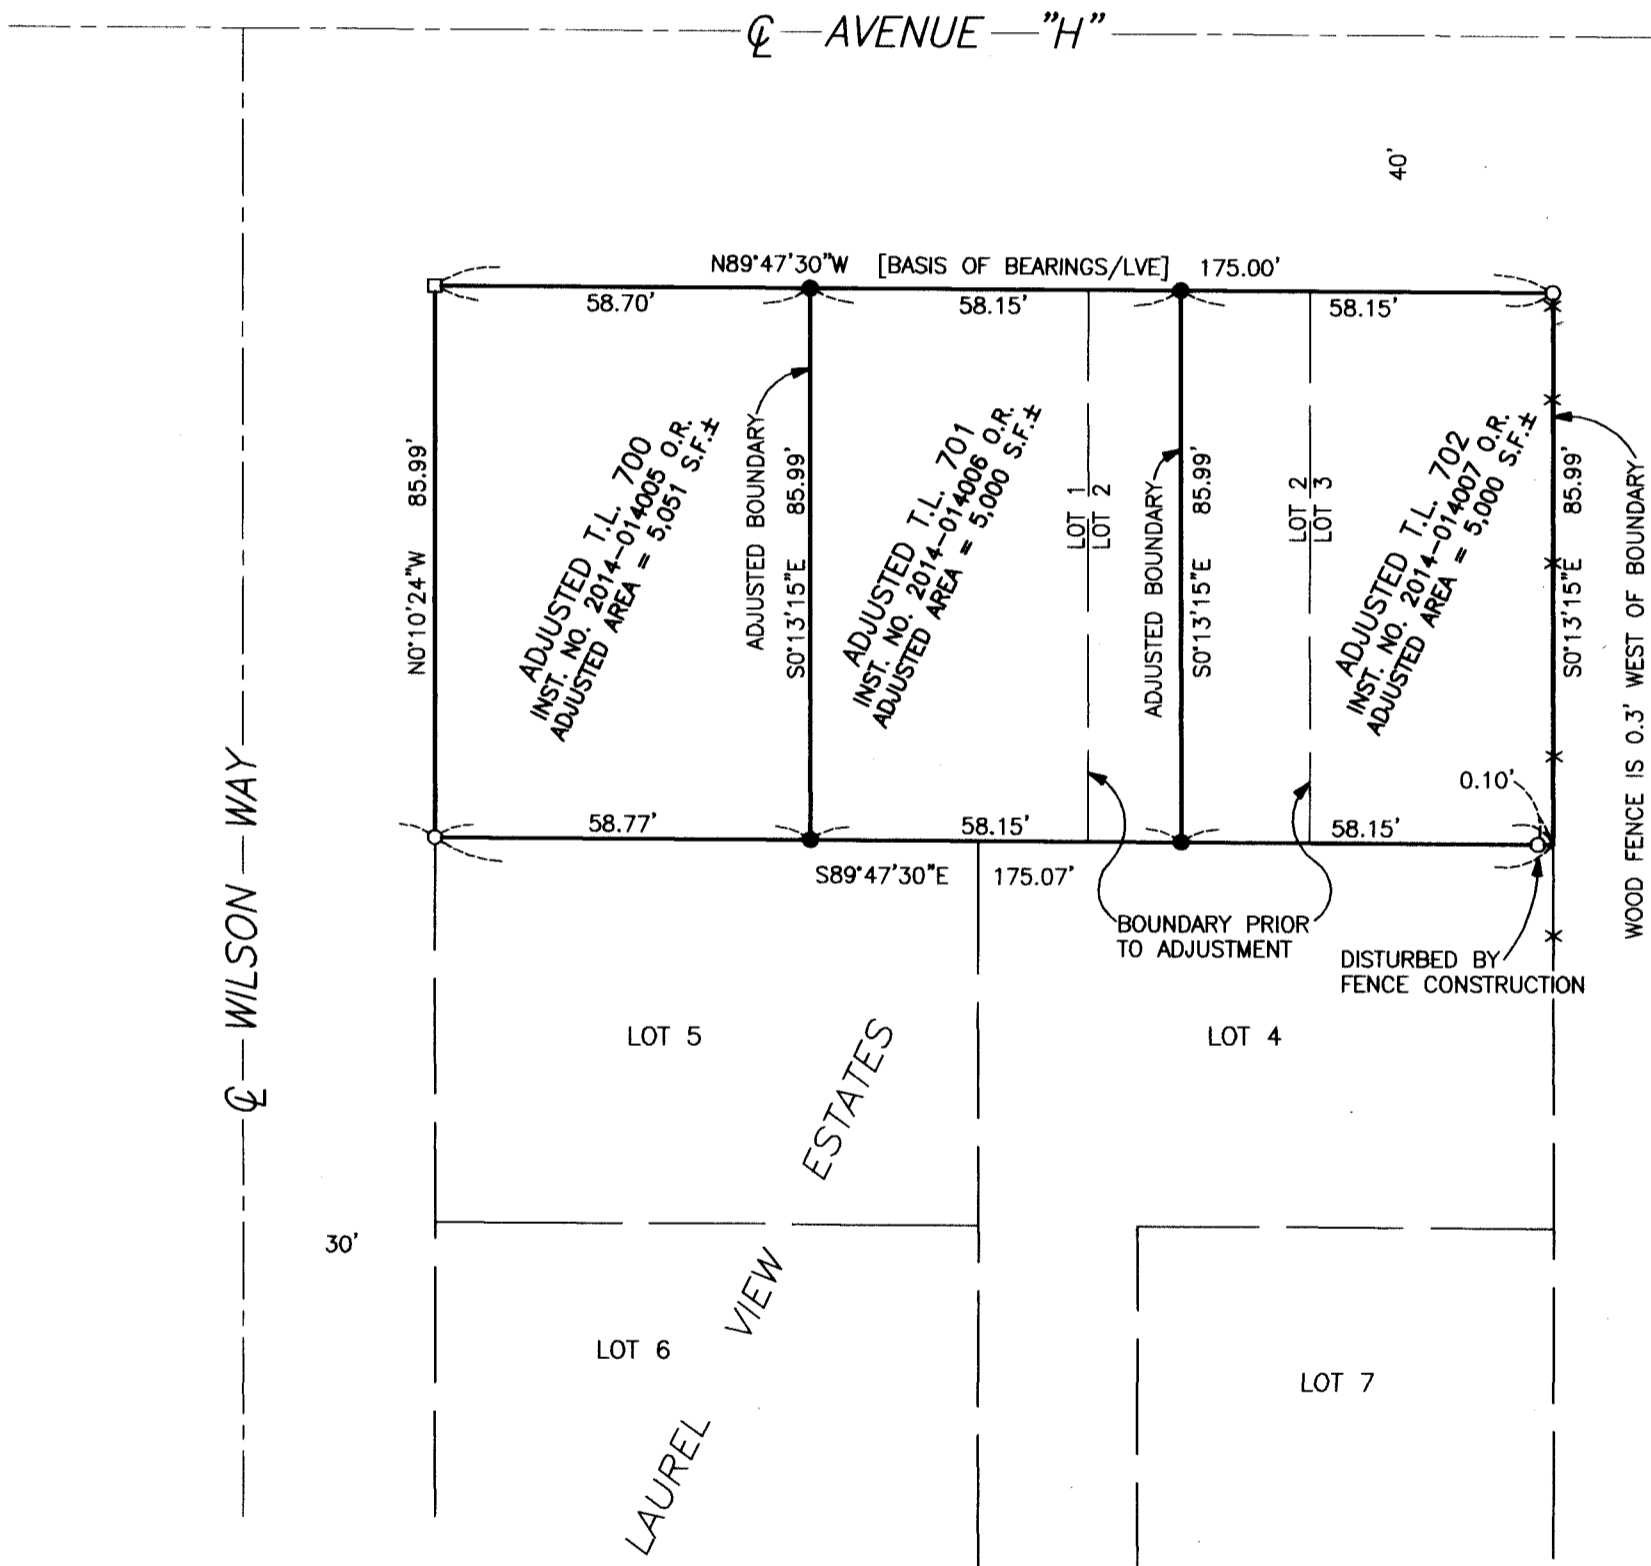 ℄ AVENUE "H"
40'
N89°47'30"W [BASIS OF BEARINGS/LVE] 175.00'
58.70'
58.15'
58.15'
N0°10'24"W 85.99'
ADJUSTED T.L. 700
INST. NO. 2014-014005 O.R.
ADJUSTED AREA = 5,051 S.F.±
ADJUSTED BOUNDARY
S0°13'15"E 85.99'
ADJUSTED T.L. 701
INST. NO. 2014-014006 O.R.
ADJUSTED AREA = 5,000 S.F.±
LOT 1
LOT 2
ADJUSTED BOUNDARY
S0°13'15"E 85.99'
LOT 2
LOT 3
ADJUSTED T.L. 702
INST. NO. 2014-014007 O.R.
ADJUSTED AREA = 5,000 S.F.±
S0°13'15"E 85.99'
WOOD FENCE IS 0.3' WEST OF BOUNDARY
0.10'
58.77'
58.15'
58.15'
S89°47'30"E 175.07'
BOUNDARY PRIOR
TO ADJUSTMENT
DISTURBED BY
FENCE CONSTRUCTION
℄ WILSON WAY
LOT 5
LOT 4
30'
LOT 6
LOT 7
LAUREL VIEW ESTATES